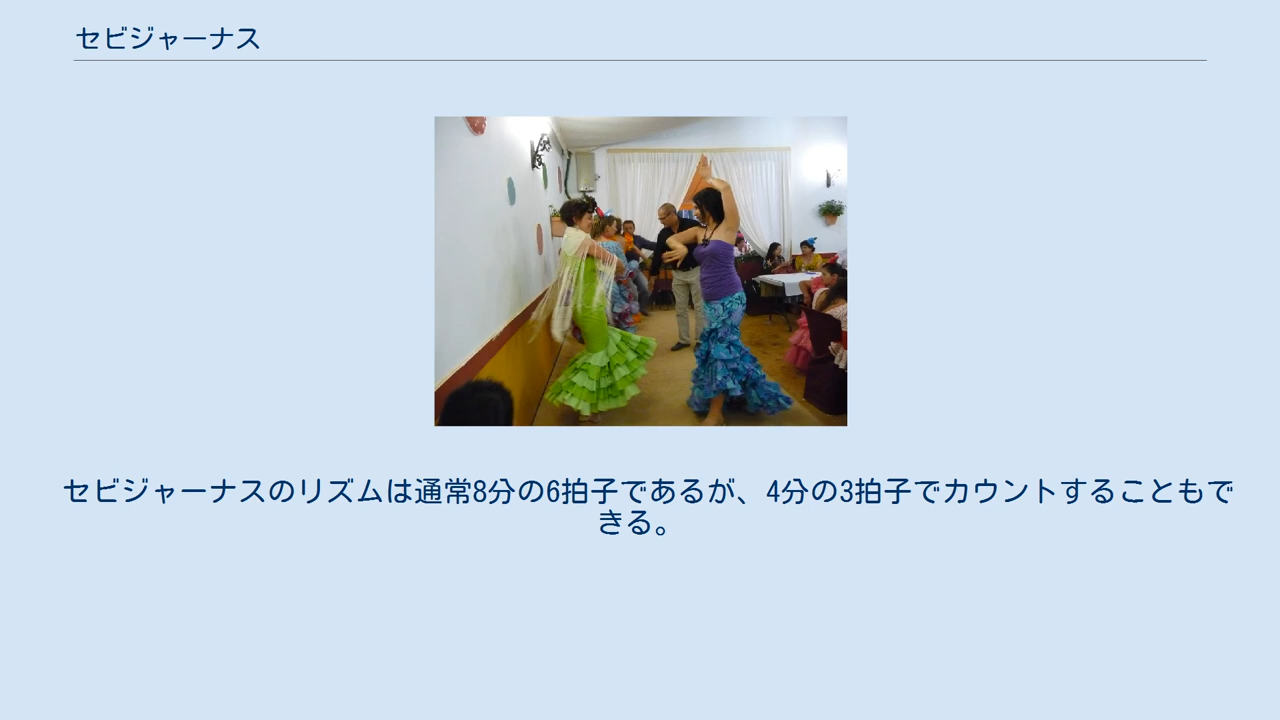 セビジャーナス
セビジャーナスのリズムは通常8分の6拍子であるが、4分の3拍子でカウントすることもで
きる。